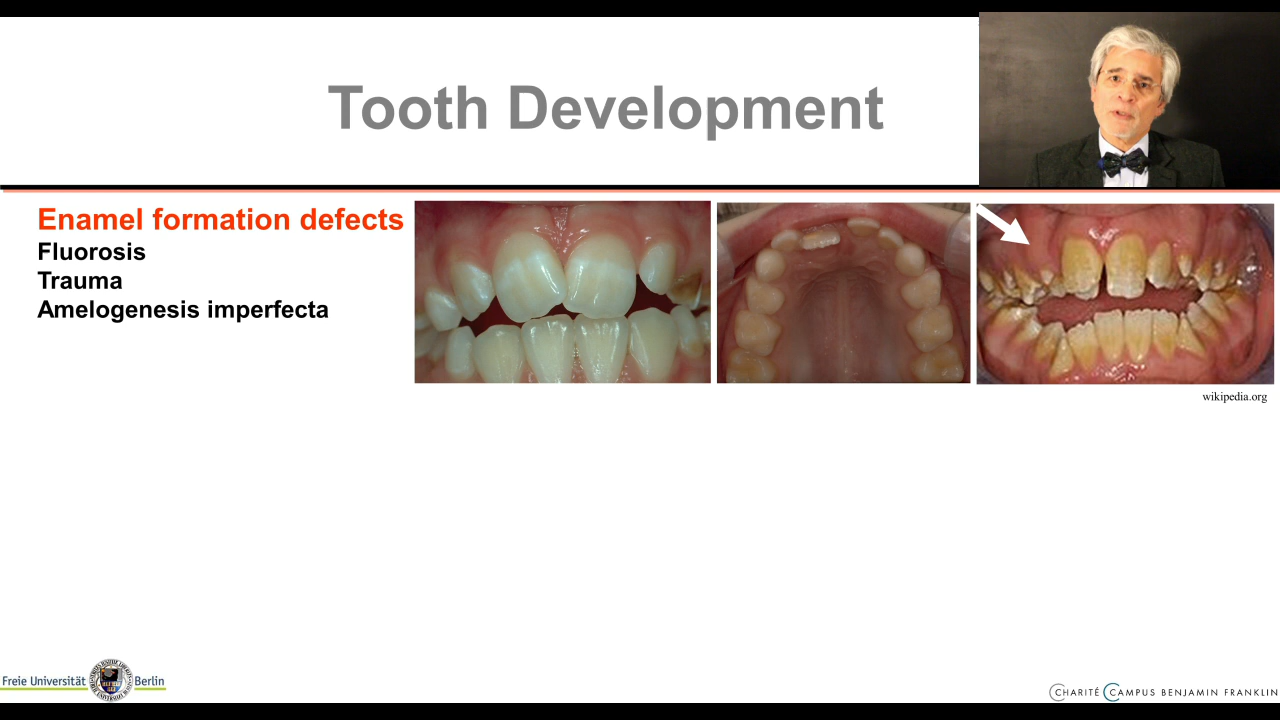 Tooth Development
Enamel formation defects
Fluorosis
Trauma
Amelogenesis imperfecta
wikipedia.org
Freie Universität Berlin
CHARITÉ CAMPUS BENJAMIN FRANKLIN